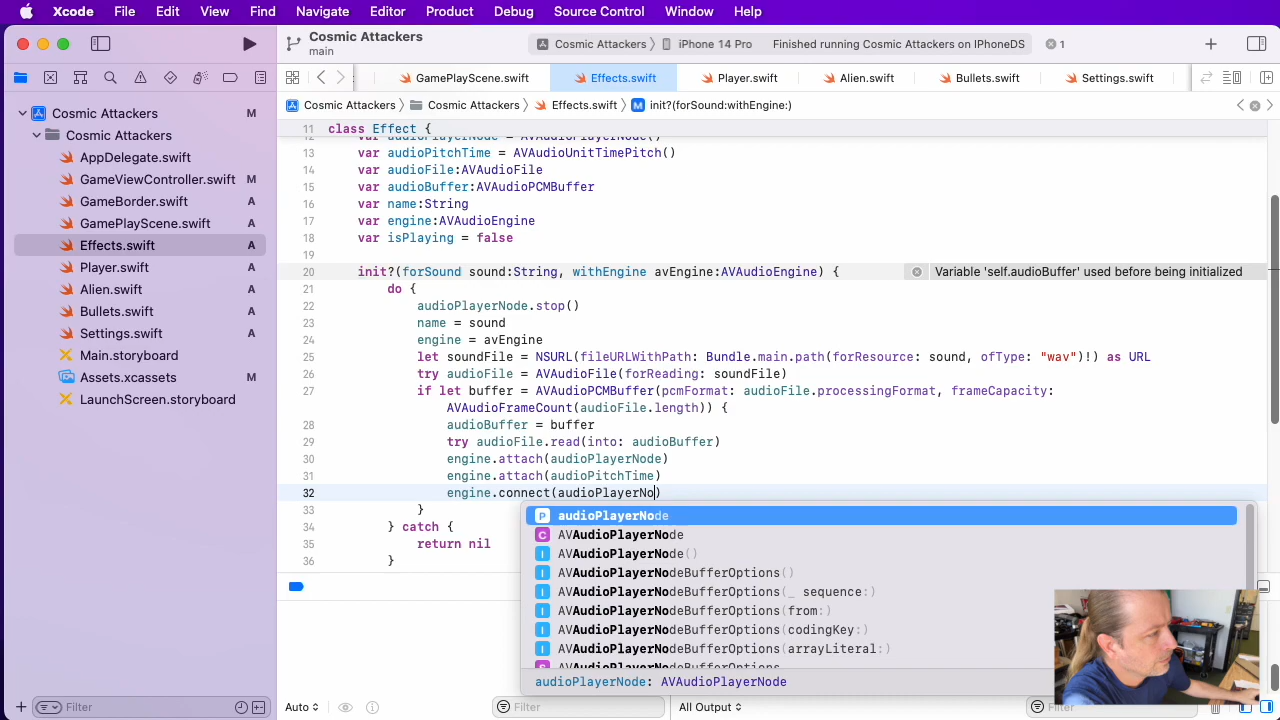 Xcode File Edit View Find Navigate Editor Product Debug Source Control Window Help
Cosmic Attackers
main
Cosmic Attackers iPhone 14 Pro Finished running Cosmic Attackers on iPhoneDS 1
GamePlayScene.swift Effects.swift Player.swift Alien.swift Bullets.swift Settings.swift
Cosmic Attackers Cosmic Attackers Effects.swift M init?(forSound:withEngine:)
Cosmic Attackers M
Cosmic Attackers
AppDelegate.swift
GameViewController.swift M
GameBorder.swift A
GamePlayScene.swift A
Effects.swift A
Player.swift A
Alien.swift A
Bullets.swift A
Settings.swift A
Main.storyboard
Assets.xcassets M
LaunchScreen.storyboard
11 class Effect {
12 var audioPlayerNode = AVAudioPlayerNode()
13 var audioPitchTime = AVAudioUnitTimePitch()
14 var audioFile:AVAudioFile
15 var audioBuffer:AVAudioPCMBuffer
16 var name:String
17 var engine:AVAudioEngine
18 var isPlaying = false
19
20 init?(forSound sound:String, withEngine avEngine:AVAudioEngine) { Variable 'self.audioBuffer' used before being initialized
21 do {
22 audioPlayerNode.stop()
23 name = sound
24 engine = avEngine
25 let soundFile = NSURL(fileURLWithPath: Bundle.main.path(forResource: sound, ofType: "wav")!) as URL
26 try audioFile = AVAudioFile(forReading: soundFile)
27 if let buffer = AVAudioPCMBuffer(pcmFormat: audioFile.processingFormat, frameCapacity:
AVAudioFrameCount(audioFile.length)) {
28 audioBuffer = buffer
29 try audioFile.read(into: audioBuffer)
30 engine.attach(audioPlayerNode)
31 engine.attach(audioPitchTime)
32 engine.connect(audioPlayerNo)
33 }
34 } catch {
35 return nil
36 }
P audioPlayerNode
C AVAudioPlayerNode
I AVAudioPlayerNode()
I AVAudioPlayerNodeBufferOptions()
I AVAudioPlayerNodeBufferOptions(_ sequence:)
I AVAudioPlayerNodeBufferOptions(from:)
I AVAudioPlayerNodeBufferOptions(codingKey:)
I AVAudioPlayerNodeBufferOptions(arrayLiteral:)
S AVAudioPlayerNodeBufferOptions
audioPlayerNode: AVAudioPlayerNode
Filter Auto Filter All Output Filter